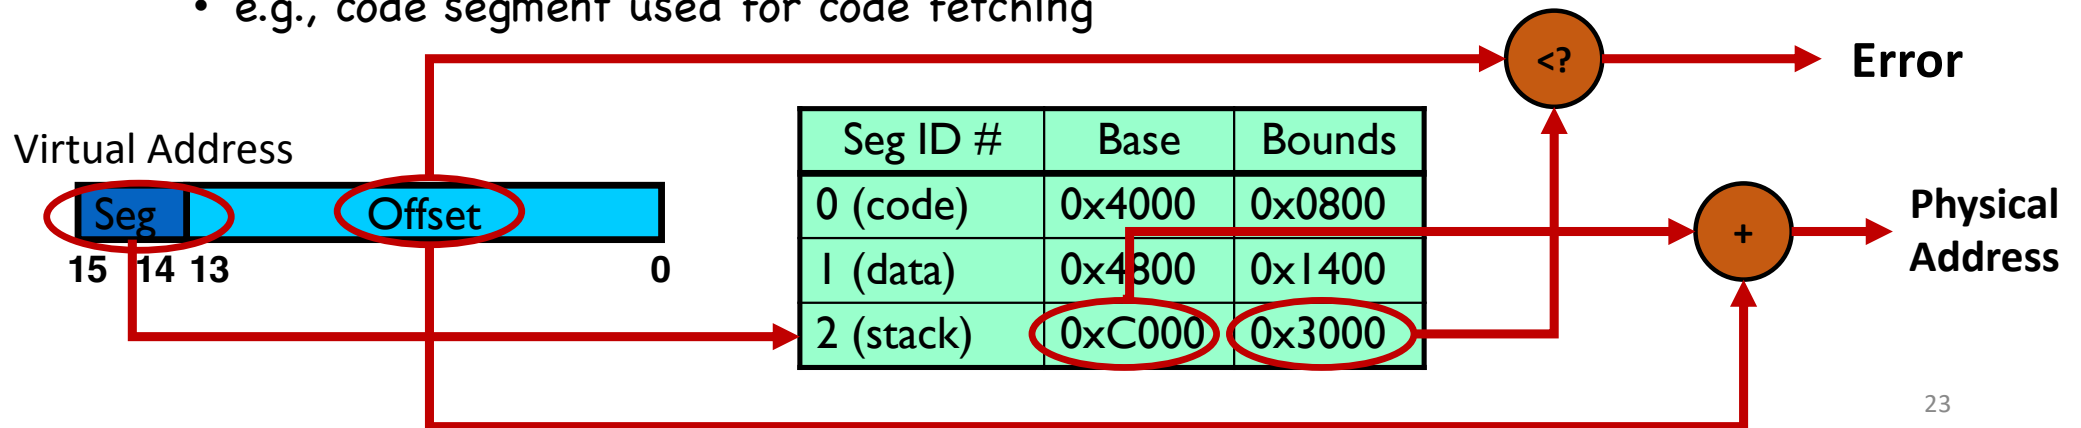 • e.g., code segment used for code fetching
<? Error
Virtual Address
Seg Offset
15 14 13 0
Seg ID # Base Bounds
0 (code) 0x4000 0x0800
1 (data) 0x4800 0x1400
2 (stack) 0xC000 0x3000
+
Physical
Address
23